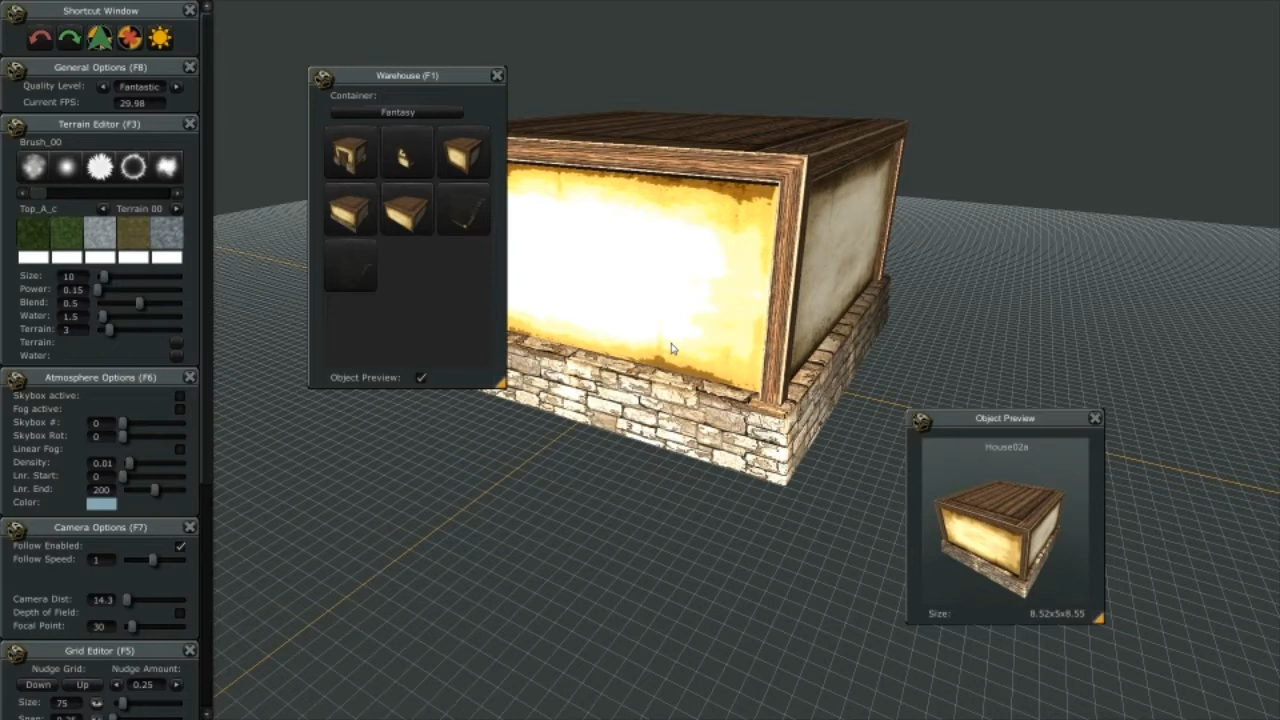 Shortcut Window
General Options (F8)
Quality Level: Fantastic
Current FPS: 29.98
Terrain Editor (F3)
Brush_00
Top_A_c Terrain 00
Size: 10
Power: 0.15
Blend: 0.5
Water: 1.5
Terrain: 3
Terrain:
Water:
Atmosphere Options (F6)
Skybox active:
Fog active:
Skybox #: 0
Skybox Rot: 0
Linear Fog:
Density: 0.01
Lnr. Start: 0
Lnr. End: 200
Color:
Camera Options (F7)
Follow Enabled:
Follow Speed: 1
Camera Dist: 14.3
Depth of Field:
Focal Point: 30
Grid Editor (F5)
Nudge Grid: Nudge Amount:
Down Up 0.25
Size: 75
Snap: 0.25
Warehouse (F1)
Container:
Fantasy
Object Preview:
Object Preview
House02a
Size: 8.52x5x8.55